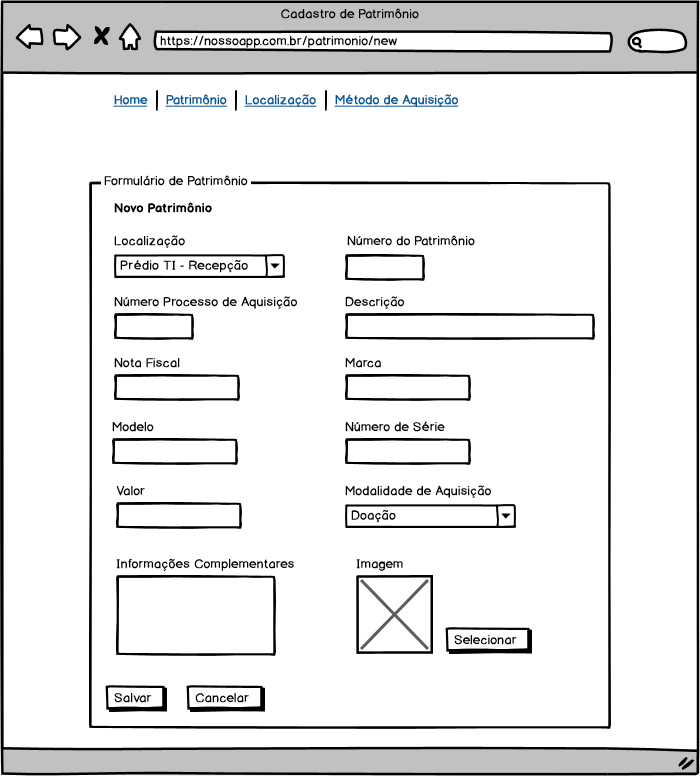 Cadastro de Patrimônio
https://nossoapp.com.br/patrimonio/new
Home Patrimônio Localização Método de Aquisição
Formulário de Patrimônio
Novo Patrimônio
Localização Número do Patrimônio
Prédio TI - Recepção
Número Processo de Aquisição Descrição
Nota Fiscal Marca
Modelo Número de Série
Valor Modalidade de Aquisição
Doação
Informações Complementares Imagem
Selecionar
Salvar Cancelar